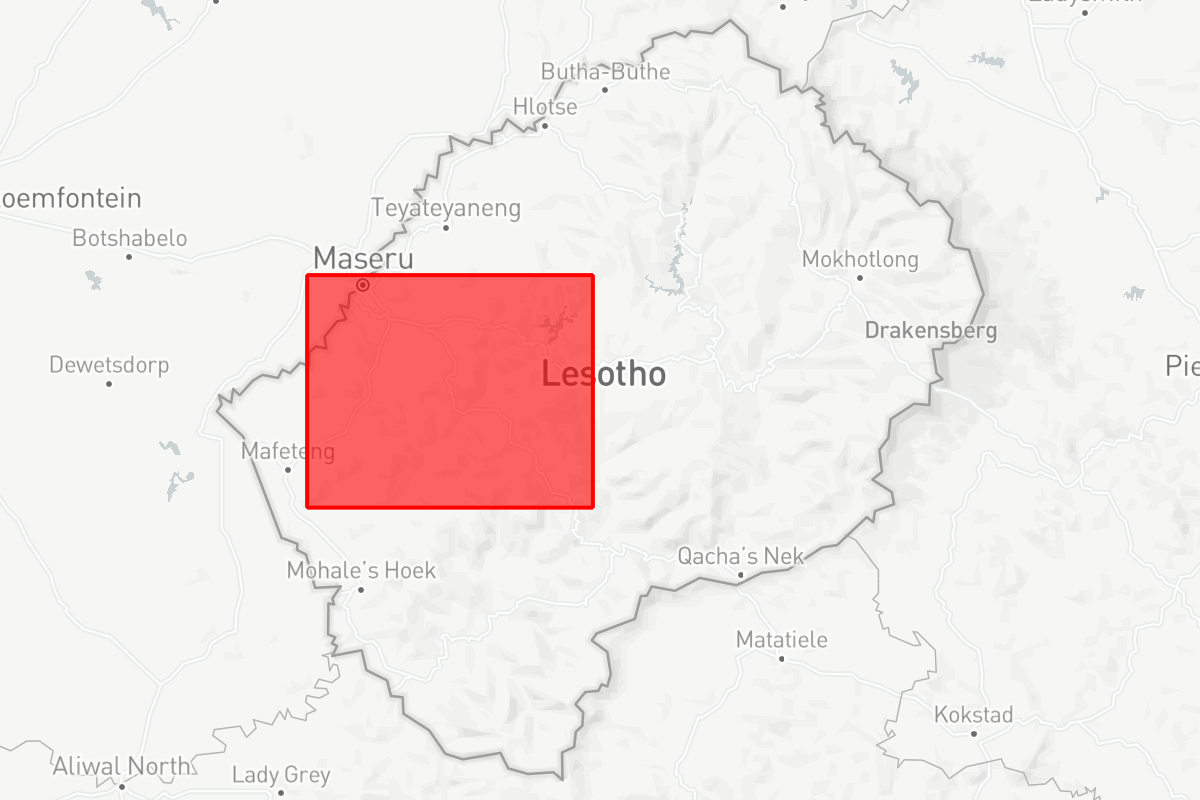 Ladysmith
Butha-Buthe
Hlotse
oemfontein
Teyateyaneng
Botshabelo
Maseru
Mokhotlong
Drakensberg
Dewetsdorp
Lesotho
Pie
Mafeteng
Qacha's Nek
Mohale's Hoek
Matatiele
Kokstad
Aliwal North
Lady Grey